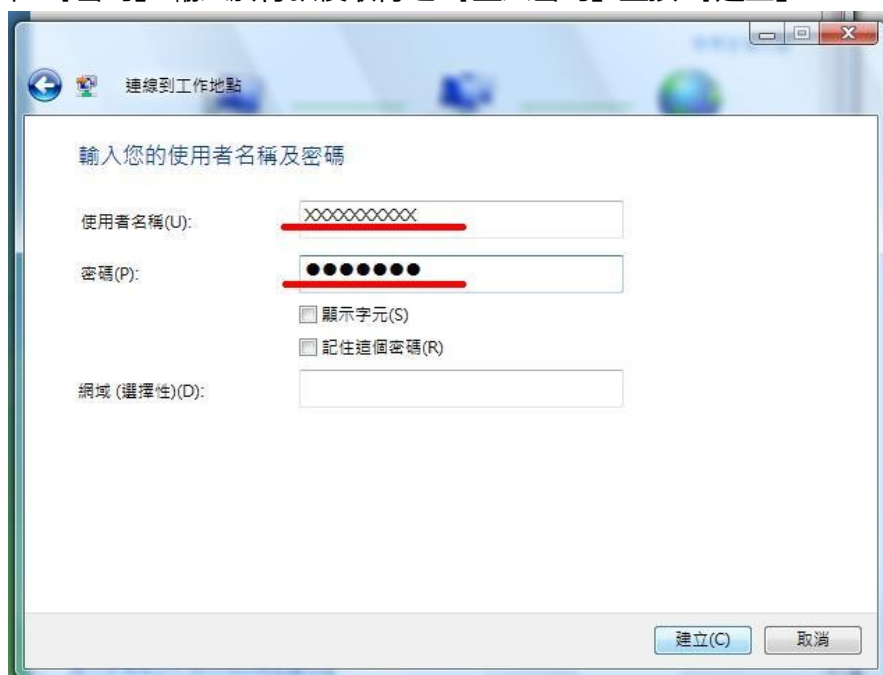 連線到工作地點
輸入您的使用者名稱及密碼
使用者名稱(U):
XXXXXXXXXX
密碼(P):
●●●●●●●
顯示字元(S)
記住這個密碼(R)
網域 (選擇性)(D):
建立(C)
取消